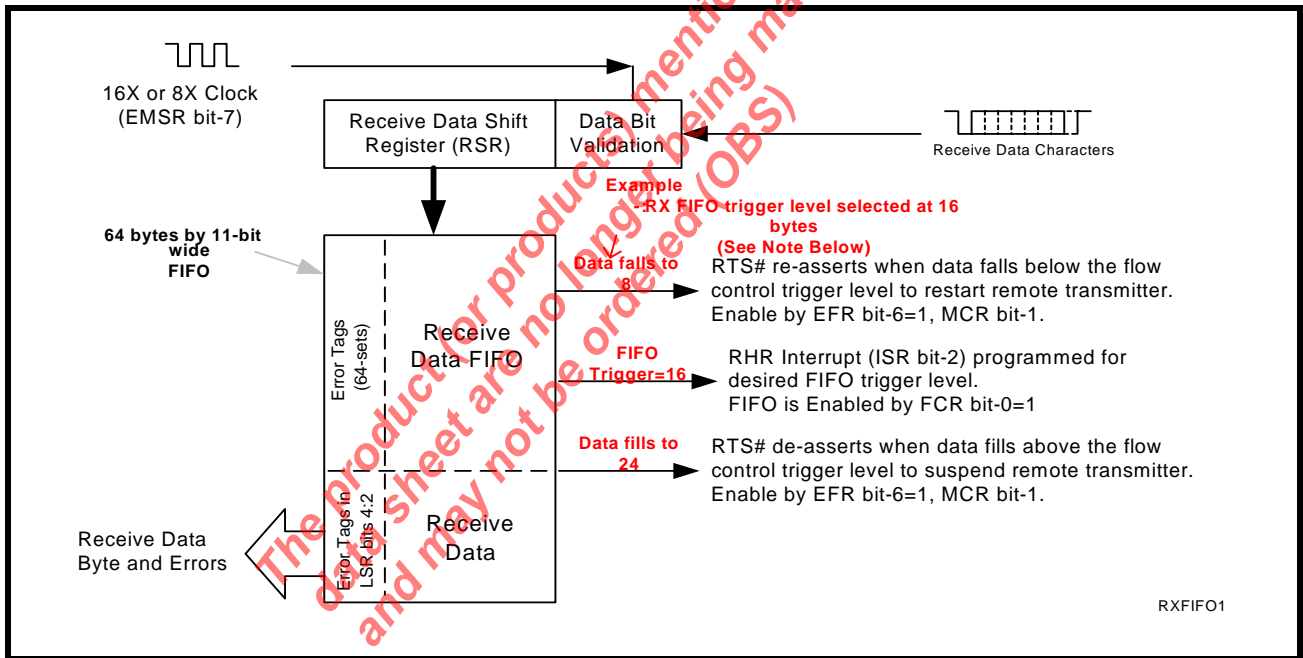 16X or 8X Clock
(EMSR bit-7)
Receive Data Shift
Register (RSR)
Data Bit
Validation
Receive Data Characters
Example
-:RX FIFO trigger level selected at 16
bytes
(See Note Below)
64 bytes by 11-bit
wide
FIFO
Data falls to
8
RTS# re-asserts when data falls below the flow
control trigger level to restart remote transmitter.
Enable by EFR bit-6=1, MCR bit-1.
Error Tags
(64-sets)
Receive
Data FIFO
FIFO
Trigger=16
RHR Interrupt (ISR bit-2) programmed for
desired FIFO trigger level.
FIFO is Enabled by FCR bit-0=1
Data fills to
24
RTS# de-asserts when data fills above the flow
control trigger level to suspend remote transmitter.
Enable by EFR bit-6=1, MCR bit-1.
Error Tags in
LSR bits 4:2
Receive
Data
Receive Data
Byte and Errors
RXFIFO1
The product (or products) mentio
data sheet are no longer being ma
and may not be ordered (OBS)